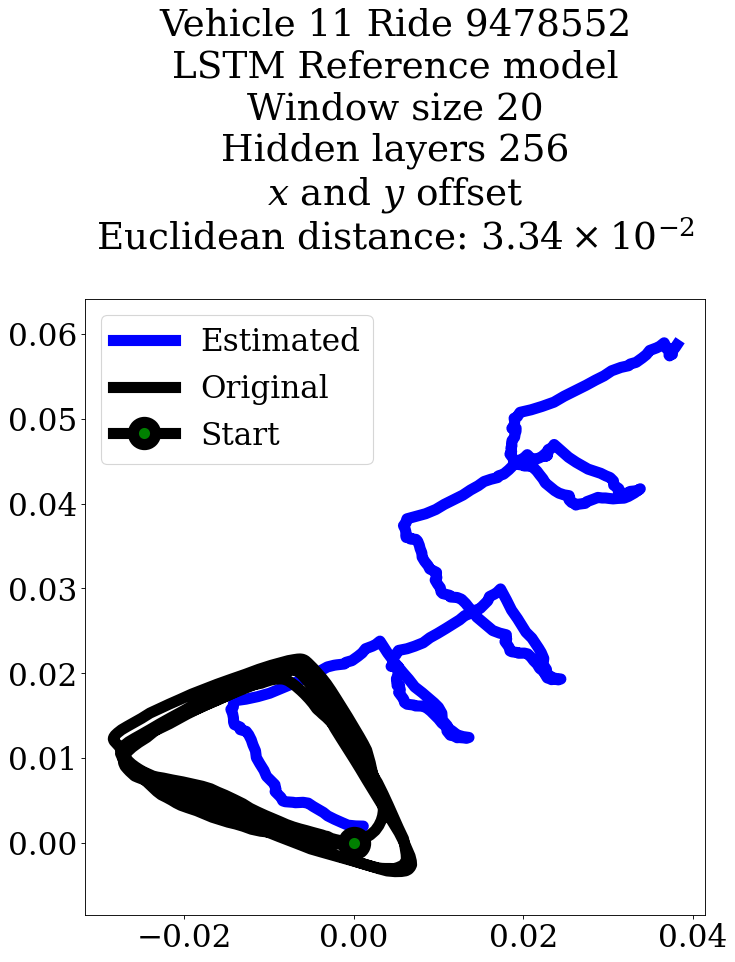 Vehicle 11 Ride 9478552
LSTM Reference model
Window size 20
Hidden layers 256
x and y offset
Euclidean distance: 3.34 × 10⁻²
Estimated
Original
Start
0.06
0.05
0.04
0.03
0.02
0.01
0.00
−0.02 0.00 0.02 0.04